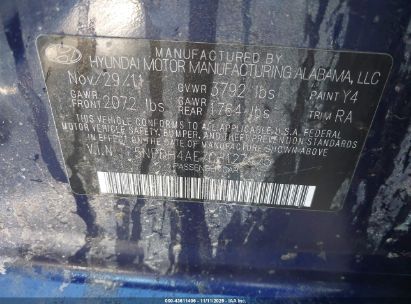 MANUFACTURED BY
HYUNDAI MOTOR MANUFACTURING ALABAMA, LLC
Nov/29/11 GVWR 3792 lbs PAINT Y4
GAWR FRONT 2072 lbs GAWR REAR 1764 lbs TRIM RA
THIS VEHICLE CONFORMS TO ALL APPLICABLE U.S.A. FEDERAL
MOTOR VEHICLE SAFETY, BUMPER, AND THEFT PREVENTION STANDARDS
IN EFFECT ON THE DATE OF MANUFACTURE SHOWN ABOVE.
V.I.N.
PASSENGER CAR